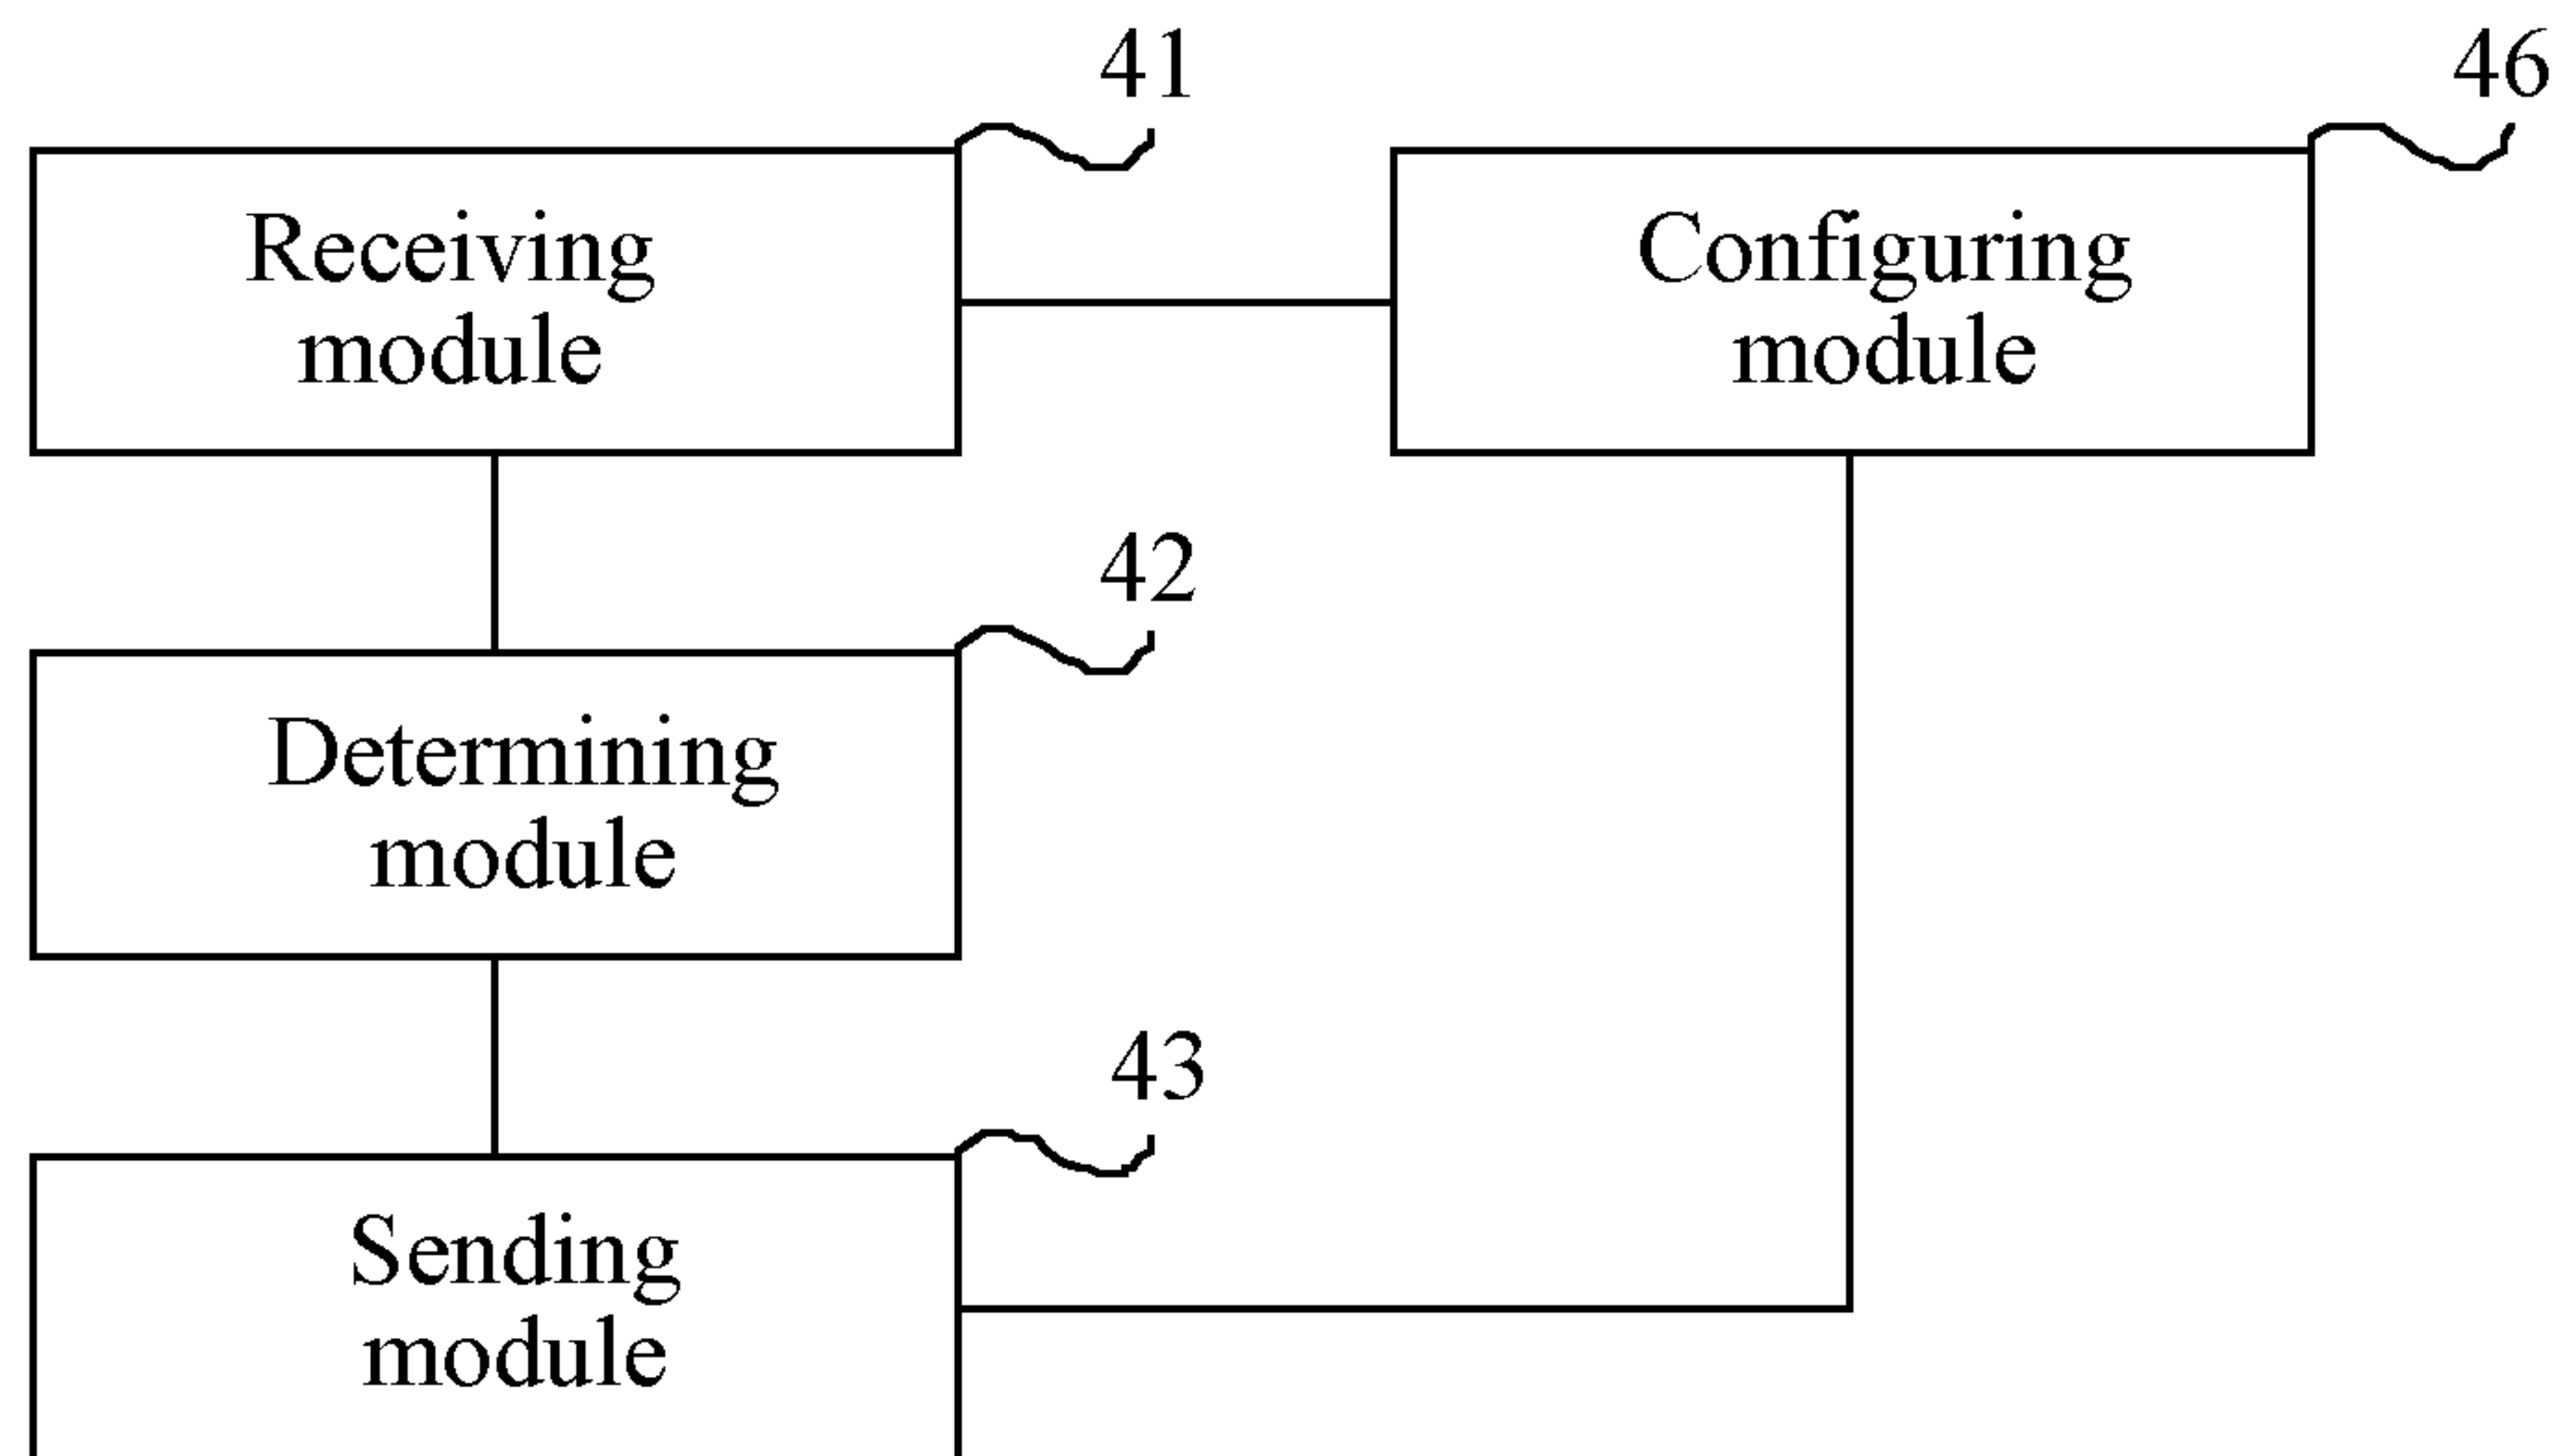 41
46
Receiving
module
Configuring
module
42
Determining
module
43
Sending
module